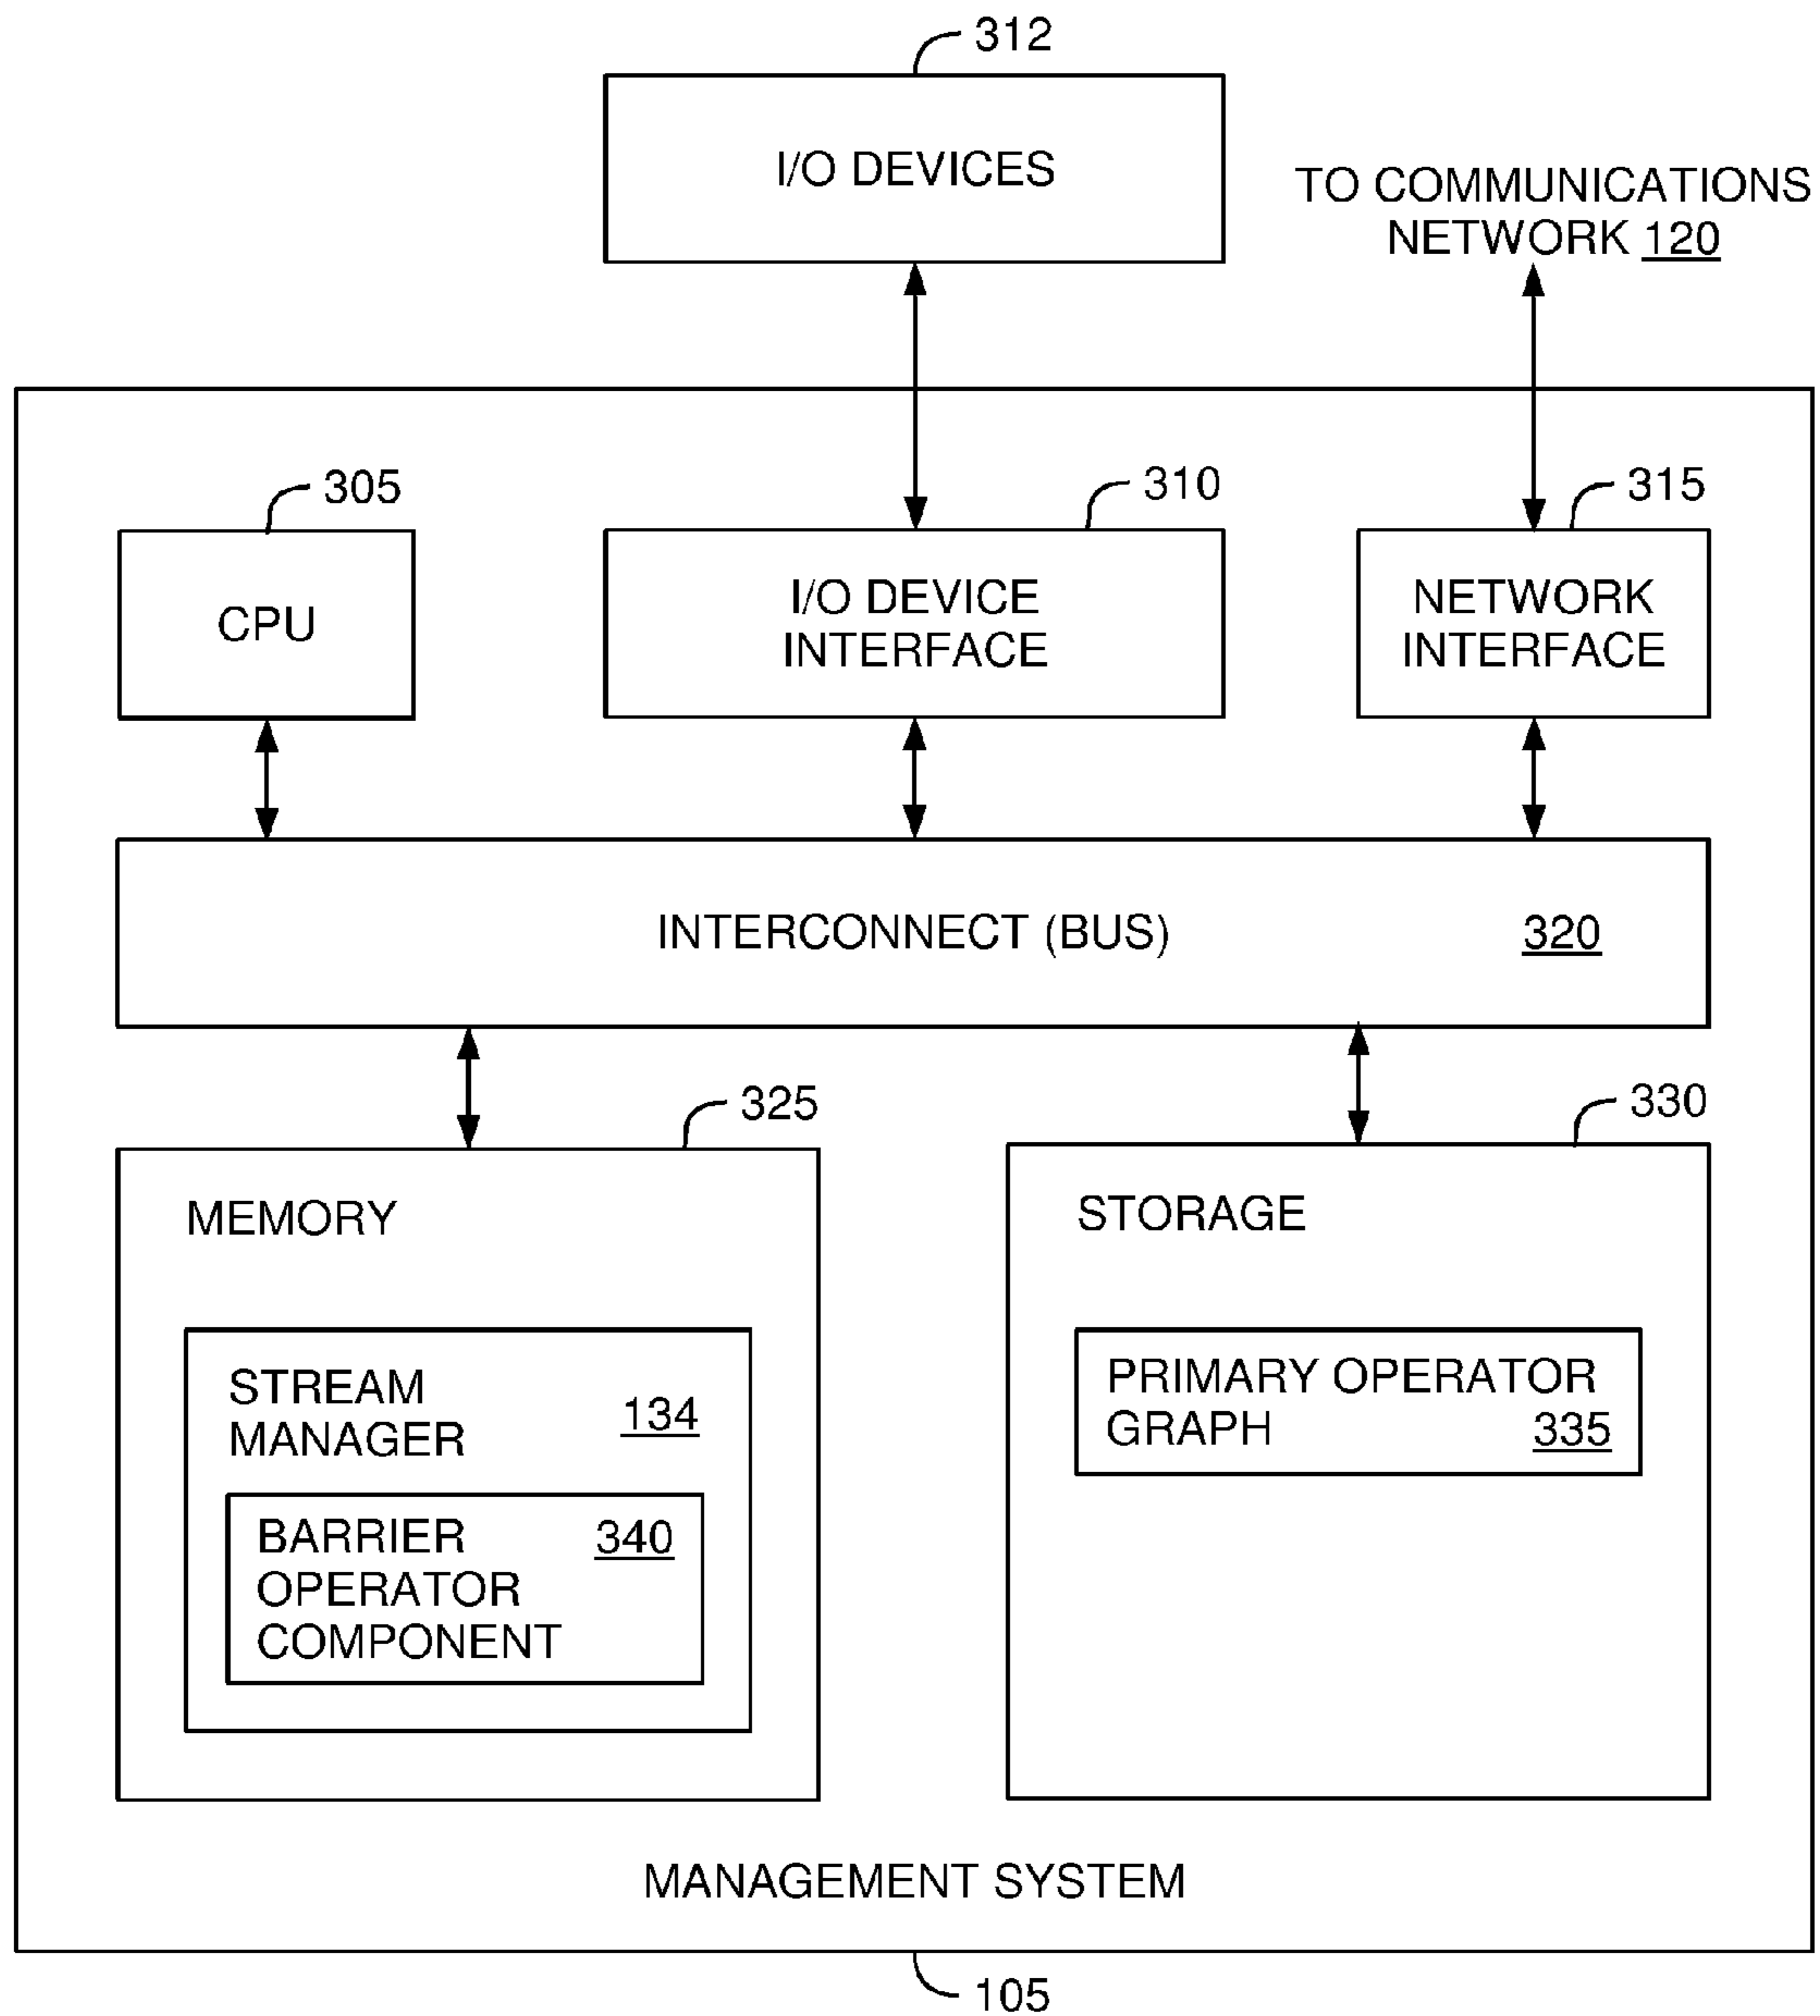 312
I/O DEVICES
TO COMMUNICATIONS
NETWORK 120
305
310
315
CPU
I/O DEVICE
INTERFACE
NETWORK
INTERFACE
INTERCONNECT (BUS) 320
325
330
MEMORY
STORAGE
STREAM
MANAGER 134
BARRIER 340
OPERATOR
COMPONENT
PRIMARY OPERATOR
GRAPH 335
MANAGEMENT SYSTEM
105